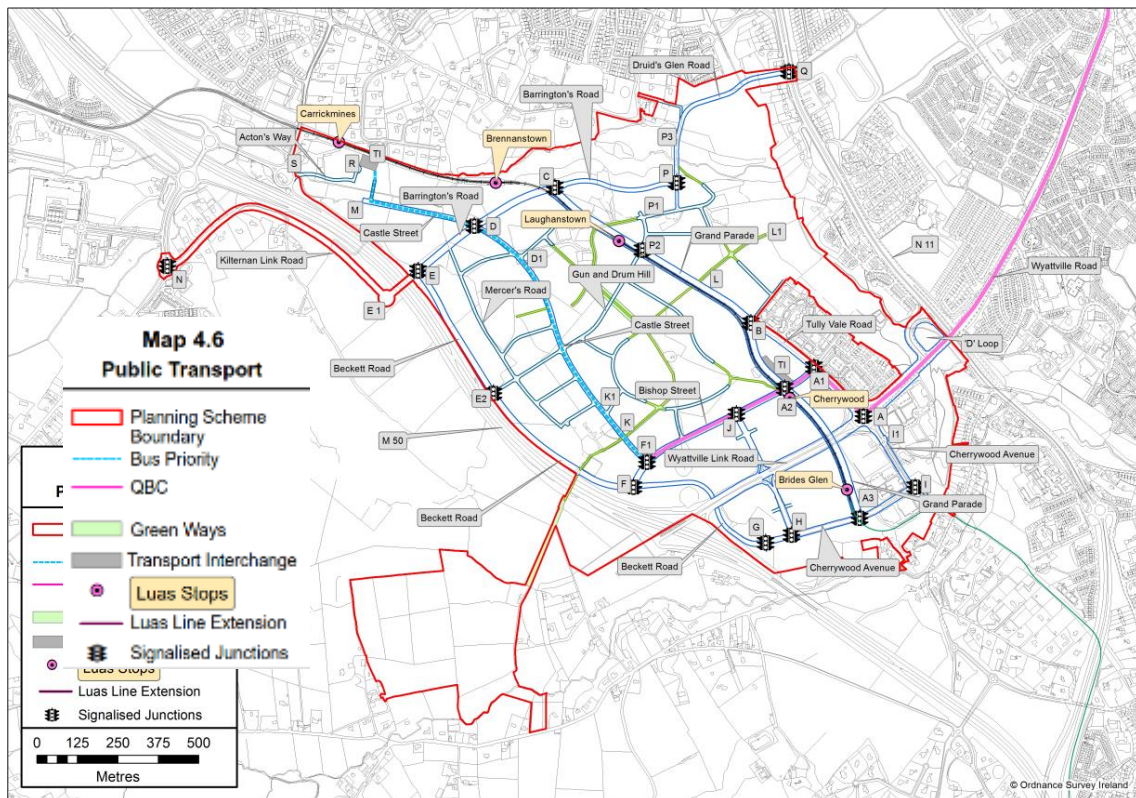 Druid's Glen Road
Q
Barrington's Road
Carrickmines
Acton's Way
Brennanstown
P3
TI
R
S
C
P
Barrington's Road
M
D
Laughanstown
P1
L1
Castle Street
P2
Grand Parade
N 11
Wyattville Road
Kilternan Link Road
N
E
D1
Gun and Drum Hill
L
E 1
Mercer's Road
B
Tully Vale Road
Castle Street
"D' Loop
Map 4.6
Public Transport
Beckett Road
TI
A1
Bishop Street
Cherrywood
E2
K1
A2
A
Planning Scheme
Boundary
Bus Priority
QBC
Green Ways
Transport Interchange
Luas Stops
Luas Line Extension
Signalised Junctions
K
J
I1
M 50
F1
Wyattville Link Road
Cherrywood Avenue
Brides Glen
I
F
A3
Grand Parade
Beckett Road
G
H
Beckett Road
Cherrywood Avenue
P
Luas Stops
Luas Line Extension
Signalised Junctions
0 125 250 375 500
Metres
© Ordnance Survey Ireland